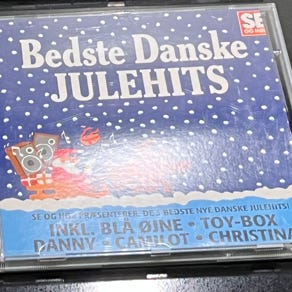 SE
OG HØR
Bedste Danske
JULEHITS
SE OG HØR PRÆSENTERER: DE BEDSTE NYE DANSKE JULEHITS!
INKL. BLÅ ØJNE • TOY-BOX
DANNY • CAMILOT • CHRISTINA